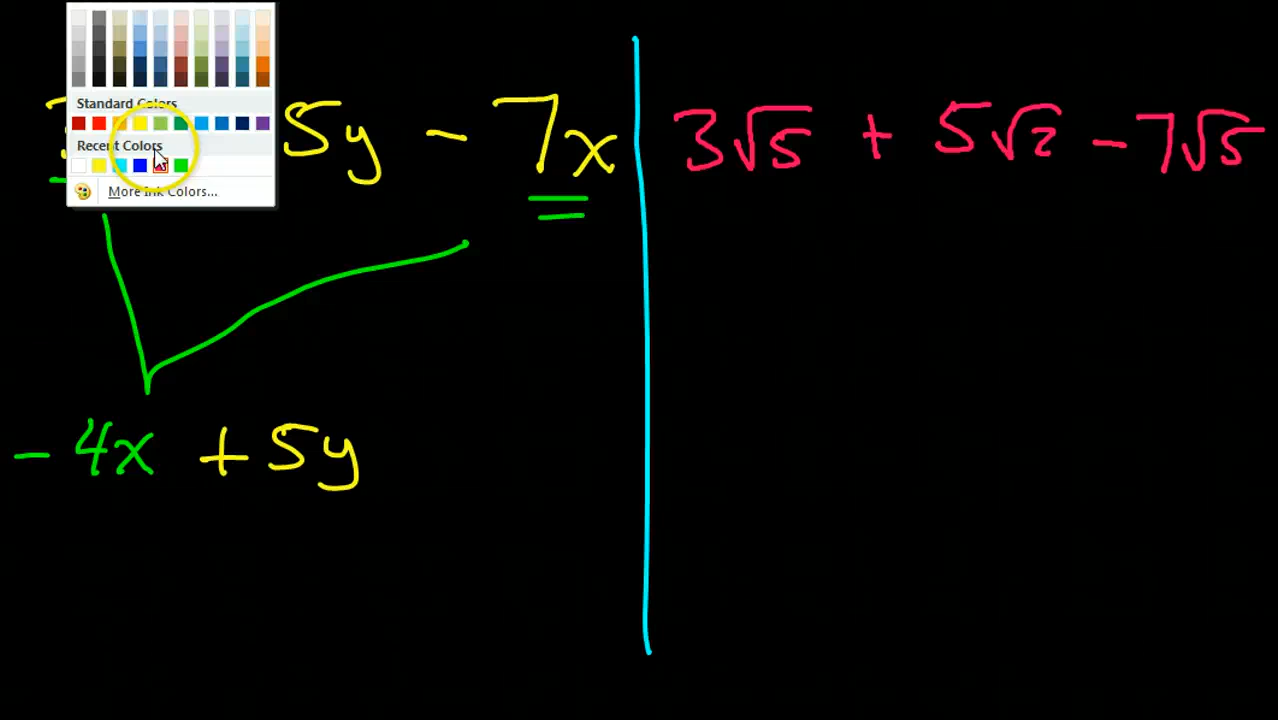 Standard Colors
Recent Colors
More Ink Colors...
5y - 7x
3√5 + 5√2 - 7√5
- 4x + 5y